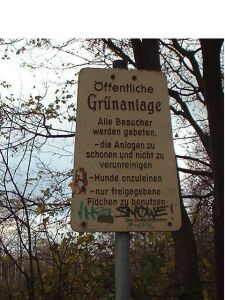 Öffentliche
Grünanlage
Alle Besucher
werden gebeten,
-die Anlagen zu
schonen und nicht zu
verunreinigen
-Hunde anzuleinen
-nur freigegebene
Flächen zu benutzen
SMOWE!